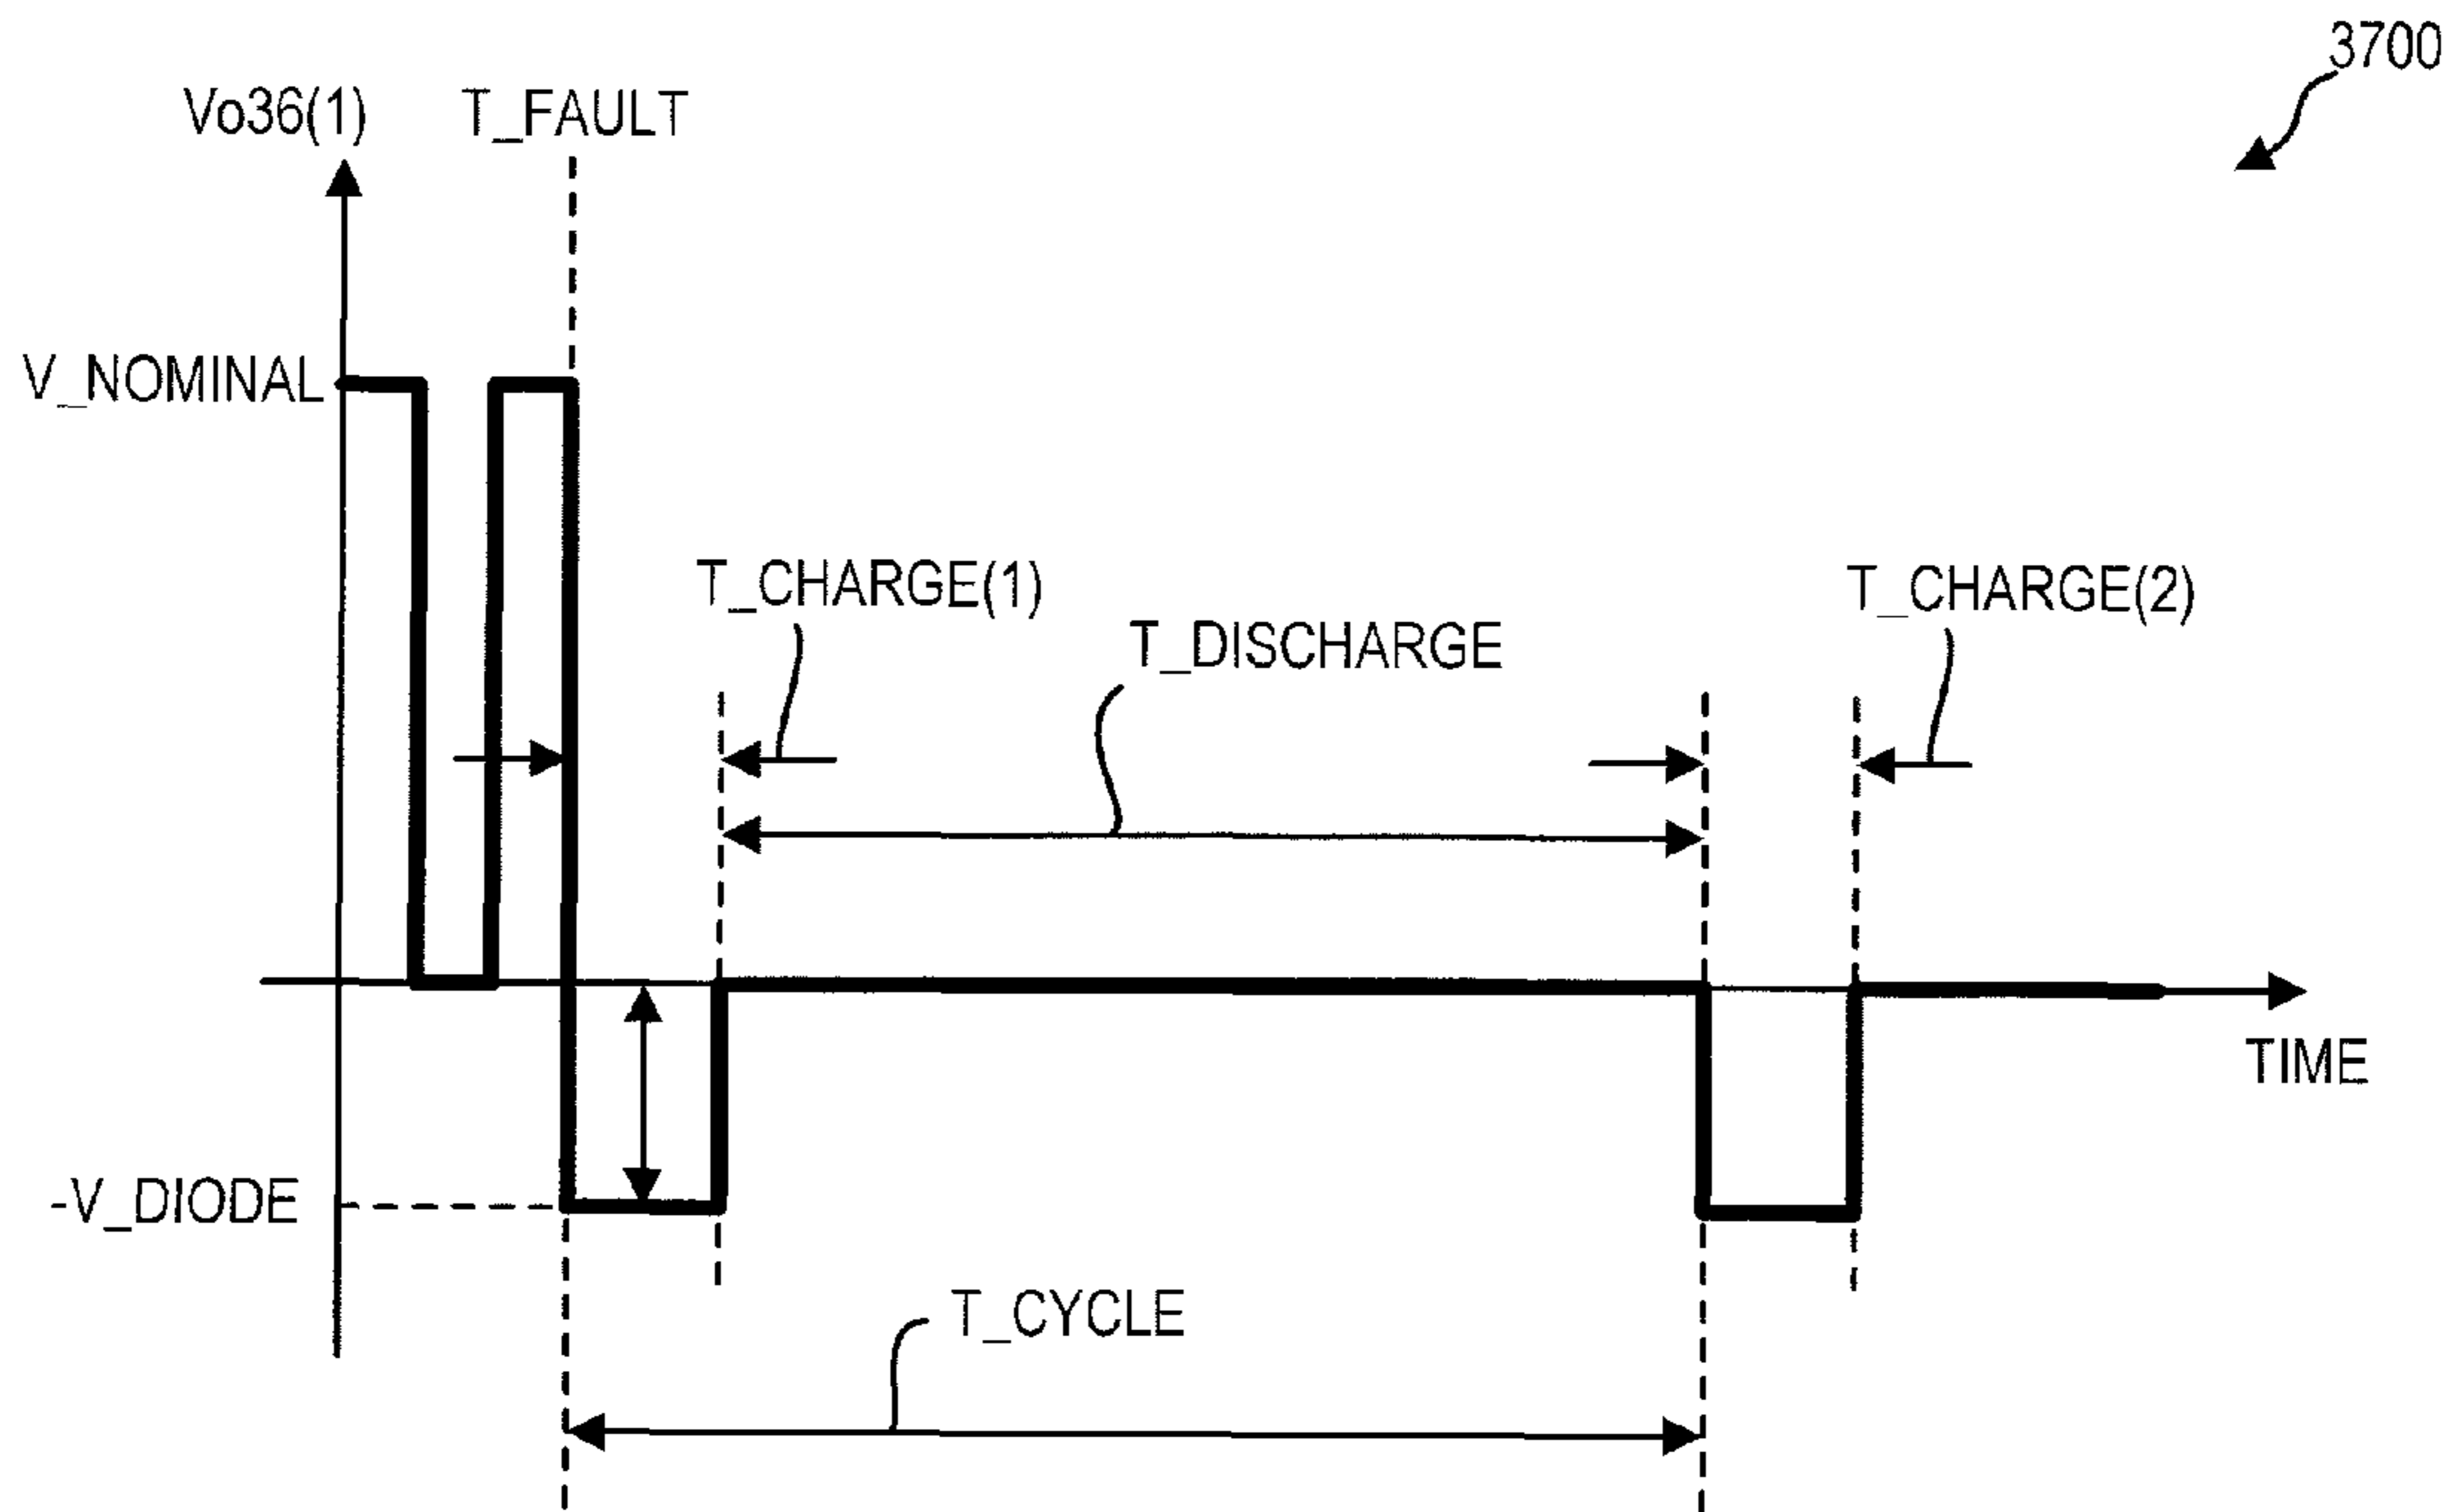 3700
Vo36(1)
T_FAULT
V_NOMINAL
T_CHARGE(1)
T_CHARGE(2)
T_DISCHARGE
TIME
-V_DIODE
T_CYCLE